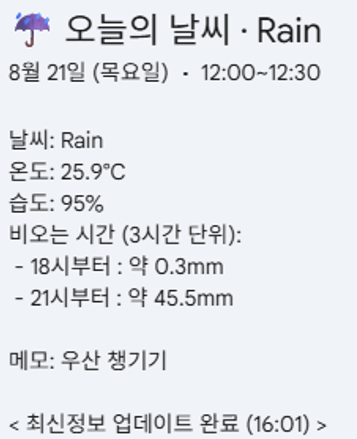 ☔ 오늘의 날씨 · Rain
8월 21일 (목요일) · 12:00~12:30
날씨: Rain
온도: 25.9°C
습도: 95%
비오는 시간 (3시간 단위):
- 18시부터 : 약 0.3mm
- 21시부터 : 약 45.5mm
메모: 우산 챙기기
< 최신정보 업데이트 완료 (16:01) >